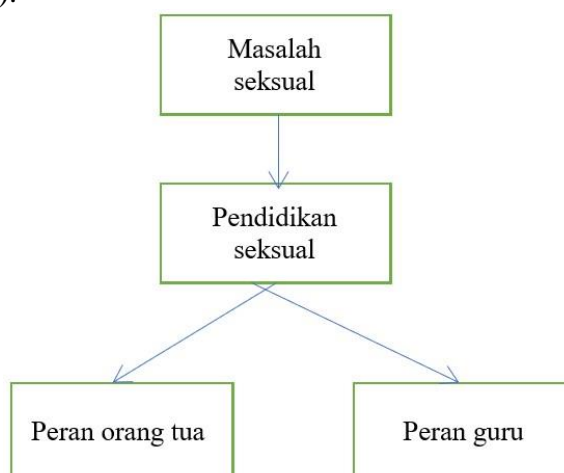 ).
Masalah
seksual
Pendidikan
seksual
Peran orang tua
Peran guru